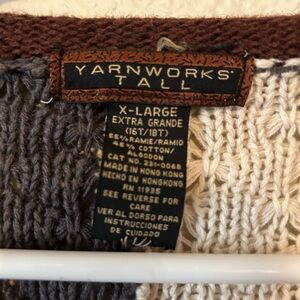 YARNWORKS
TALL
X-LARGE
EXTRA GRANDE
(16T/18T)
55% RAMIE/RAMIO
45% COTTON/
ALGODON
CAT NO. 231-0068
MADE IN HONG KONG
HECHO EN HONGKONG
RN 11935
SEE REVERSE FOR
CARE
VER AL DORSO PARA
INSTRUCCIONES
DE CUIDADO